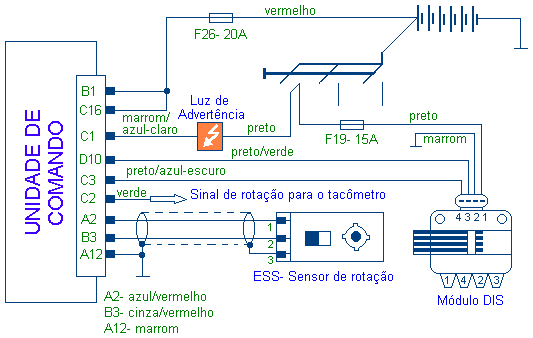 vermelho
F26- 20A
UNIDADE DE
COMANDO
B1
C16
C1
D10
C3
C2
A2
B3
A12
marrom/
azul-claro
Luz de
Advertência
preto
preto
F19- 15A
marrom
preto/verde
preto/azul-escuro
verde
Sinal de rotação para o tacômetro
1
2
3
ESS- Sensor de rotação
4 3 2 1
1 4 2 3
Módulo DIS
A2- azul/vermelho
B3- cinza/vermelho
A12- marrom